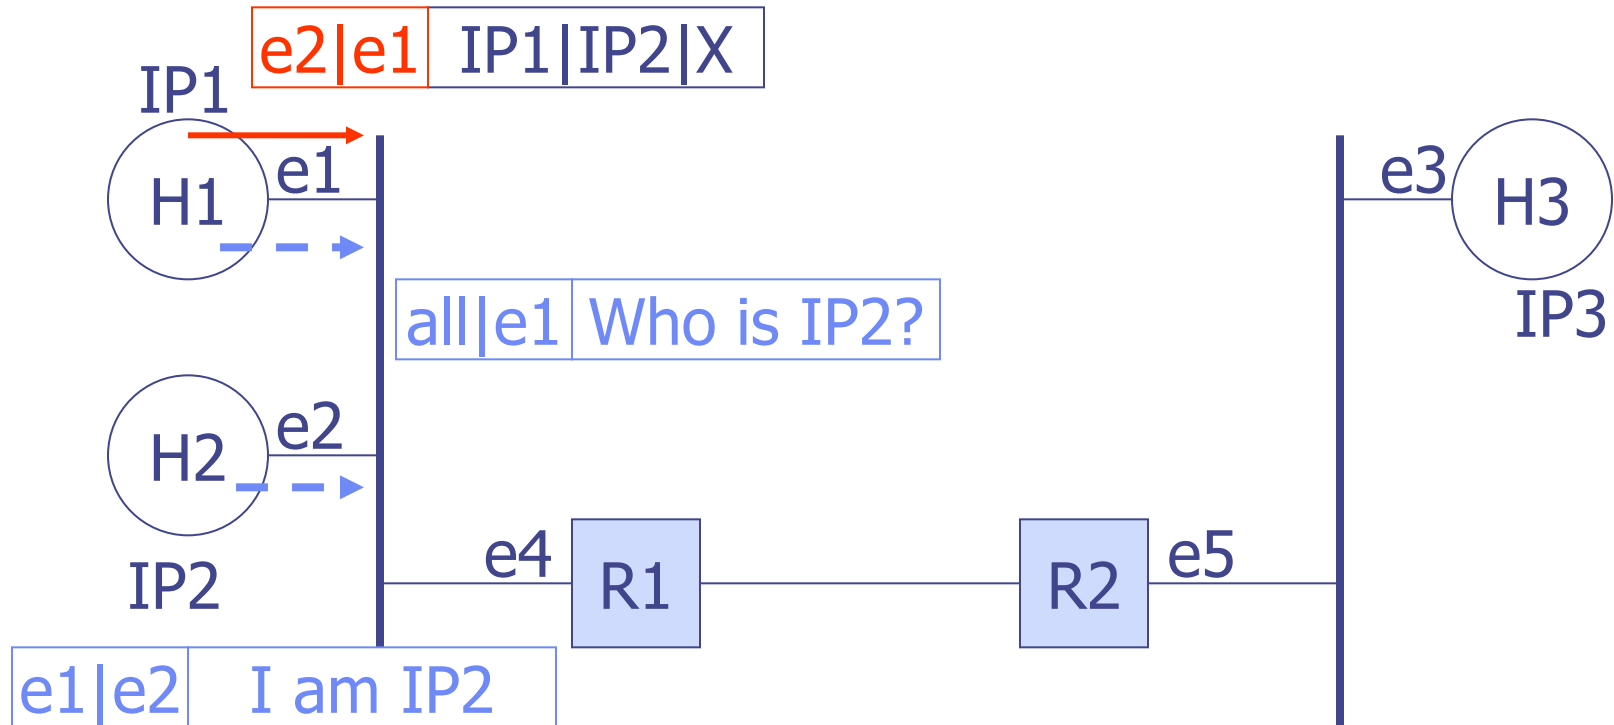 e2|e1 IP1|IP2|X
IP1
e1
H1
e3
H3
all|e1 Who is IP2?
IP3
e2
H2
e4
R1
R2
e5
IP2
e1|e2 I am IP2